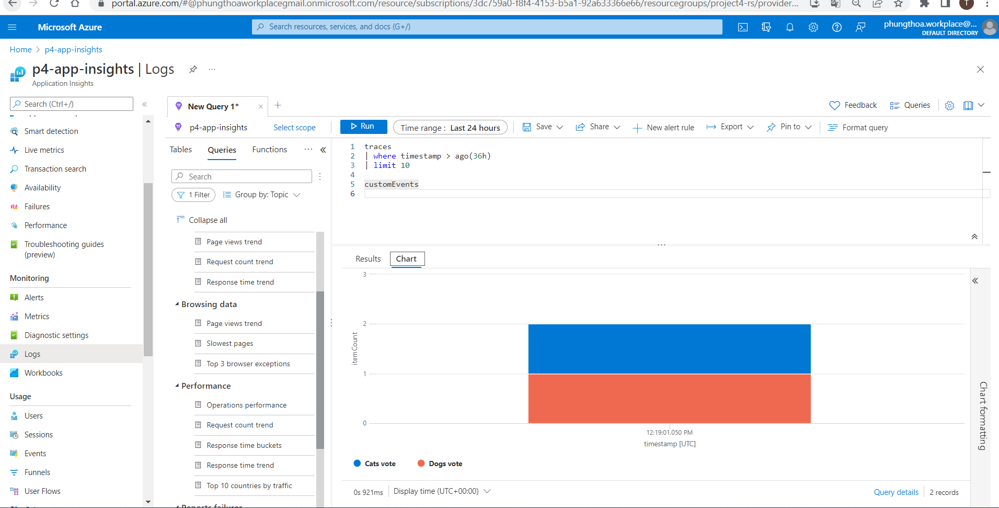 portal.azure.com/#@phungthoaworkplacegmail.onmicrosoft.com/resource/subscriptions/3dc759a0-f8f4-4153-b5a1-92a633366e66/resourcegroups/project4-rs/provider...
T
Microsoft Azure
Search resources, services, and docs (G+/)
phungthoa.workplace@...
DEFAULT DIRECTORY
Home > p4-app-insights
p4-app-insights | Logs
...
Application Insights
Search (Ctrl+/)
«
Smart detection
Live metrics
Transaction search
Availability
Failures
Performance
Troubleshooting guides
(preview)
Monitoring
Alerts
Metrics
Diagnostic settings
Logs
Workbooks
Usage
Users
Sessions
Events
Funnels
User Flows
New Query 1*
Feedback
Queries
p4-app-insights
Select scope
Run
Time range : Last 24 hours
Save
Share
New alert rule
Export
Pin to
Format query
Tables
Queries
Functions
...
«
Search
1 Filter
Group by: Topic
Collapse all
Page views trend
Request count trend
Response time trend
Browsing data
Page views trend
Slowest pages
Top 3 browser exceptions
Performance
Operations performance
Request count trend
Response time buckets
Response time trend
Top 10 countries by traffic
Reports failures
1 traces
2 | where timestamp > ago(36h)
3 | limit 10
4
5 customEvents
6
Results
Chart
3
2
1
0
itemCount
12:19:01.050 PM
timestamp [UTC]
Cats vote
Dogs vote
«
Chart formatting
0s 921ms
Display time (UTC+00:00)
Query details
2 records